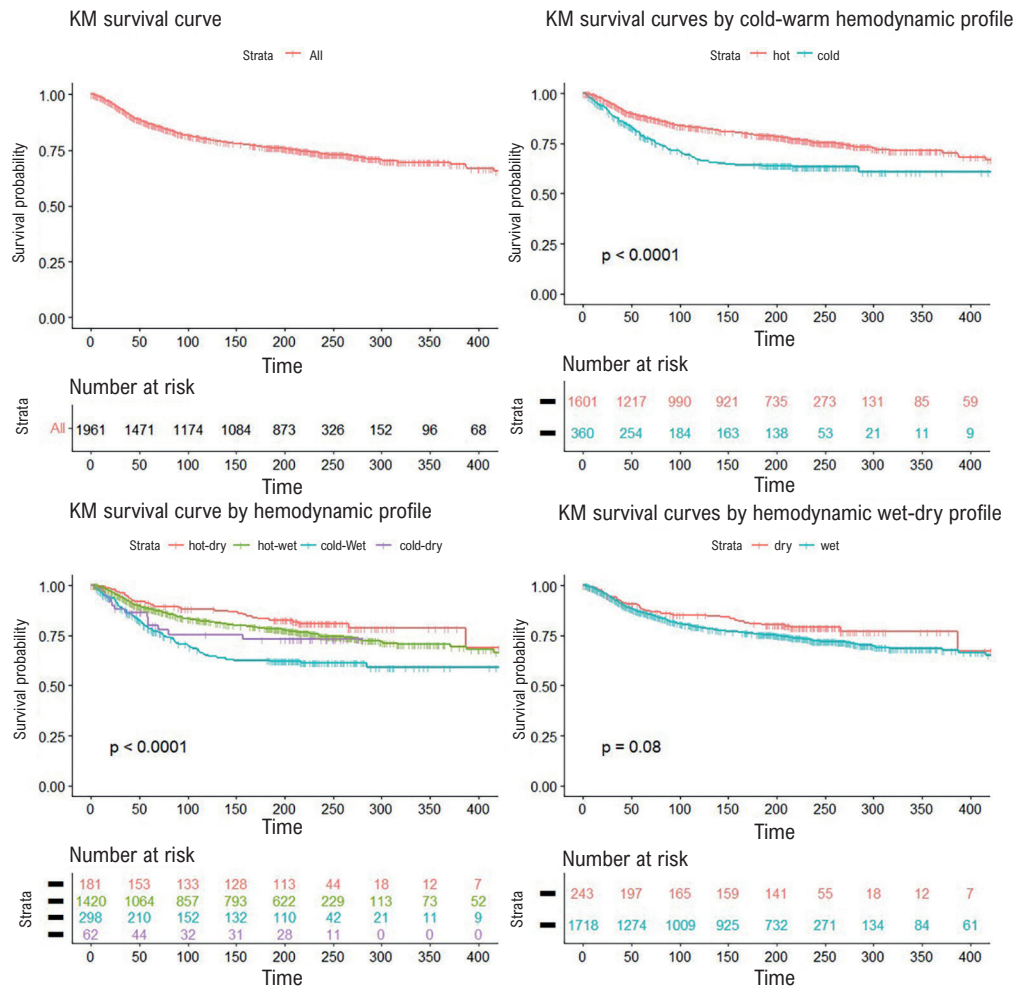 KM survival curve
Strata All
Survival probability
1.00
0.75
0.50
0.25
0.00
0 50 100 150 200 250 300 350 400
Time
Number at risk
Strata
All 1961 1471 1174 1084 873 326 152 96 68
0 50 100 150 200 250 300 350 400
Time
KM survival curves by cold-warm hemodynamic profile
Strata hot cold
Survival probability
1.00
0.75
0.50
0.25
0.00
p < 0.0001
0 50 100 150 200 250 300 350 400
Time
Number at risk
Strata
1601 1217 990 921 735 273 131 85 59
360 254 184 163 138 53 21 11 9
0 50 100 150 200 250 300 350 400
Time
KM survival curve by hemodynamic profile
Strata hot-dry hot-wet cold-Wet cold-dry
Survival probability
1.00
0.75
0.50
0.25
0.00
p < 0.0001
0 50 100 150 200 250 300 350 400
Time
Number at risk
Strata
181 153 133 128 113 44 18 12 7
1420 1064 857 793 622 229 113 73 52
298 210 152 132 110 42 21 11 9
62 44 32 31 28 11 0 0 0
0 50 100 150 200 250 300 350 400
Time
KM survival curves by hemodynamic wet-dry profile
Strata dry wet
Survival probability
1.00
0.75
0.50
0.25
0.00
p = 0.08
0 50 100 150 200 250 300 350 400
Time
Number at risk
Strata
243 197 165 159 141 55 18 12 7
1718 1274 1009 925 732 271 134 84 61
0 50 100 150 200 250 300 350 400
Time